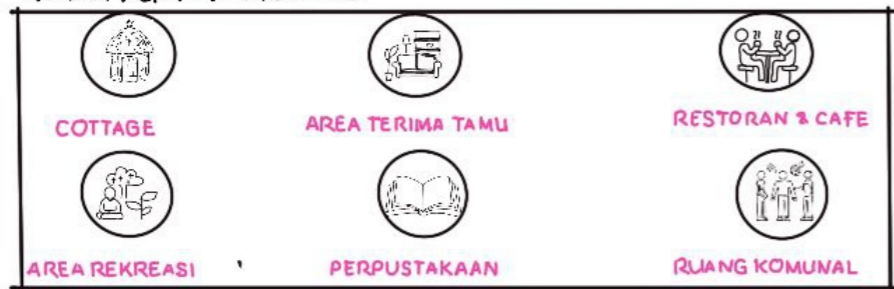 COTTAGE
AREA TERIMA TAMU
RESTORAN & CAFE
AREA REKREASI
PERPUSTAKAAN
RUANG KOMUNAL